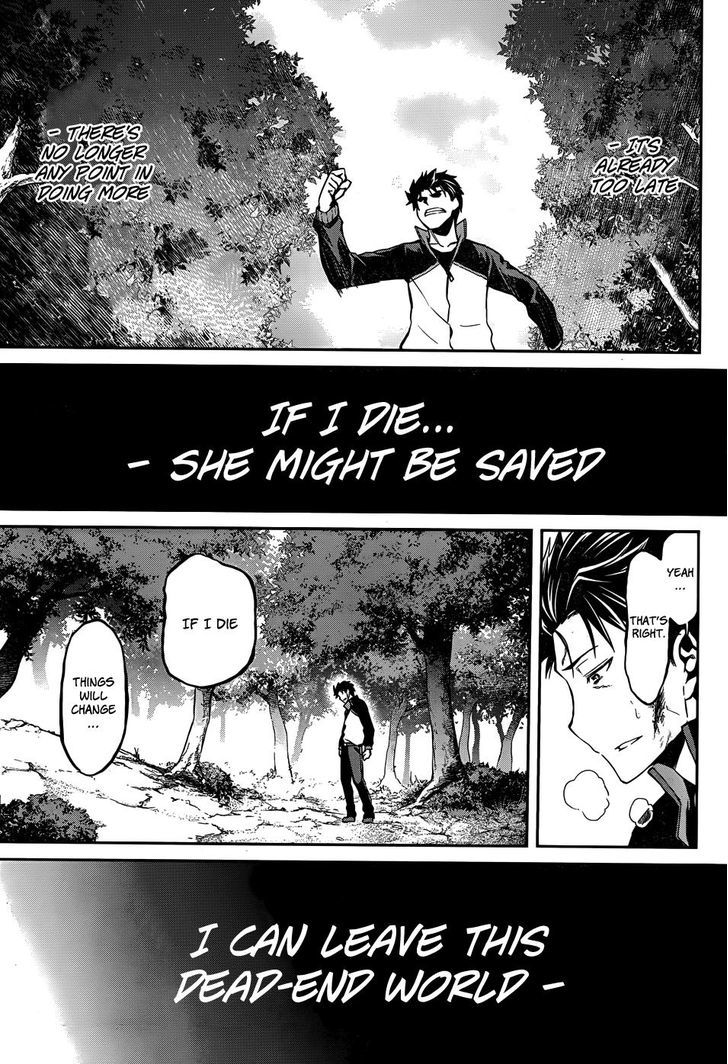 - ITS
ALREADY
TOO LATE
- THERE'S
NO LONGER
ANY POINT IN
DOING MORE
IF I DIE...
- SHE MIGHT BE SAVED
YEAH
...
THAT'S
RIGHT.
IF I DIE
THINGS
WILL
CHANGE
...
I CAN LEAVE THIS
DEAD-END WORLD -